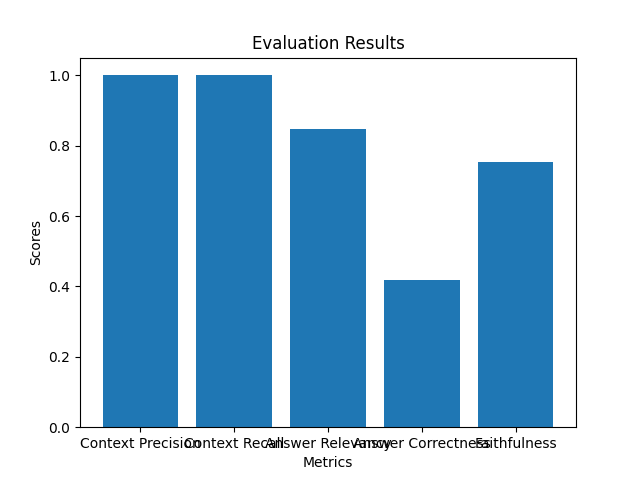 Evaluation Results
1.0
0.8
0.6
0.4
0.2
0.0
Scores
Context Precision Context Recall Answer Relevancy Answer Correctness Faithfulness
Metrics